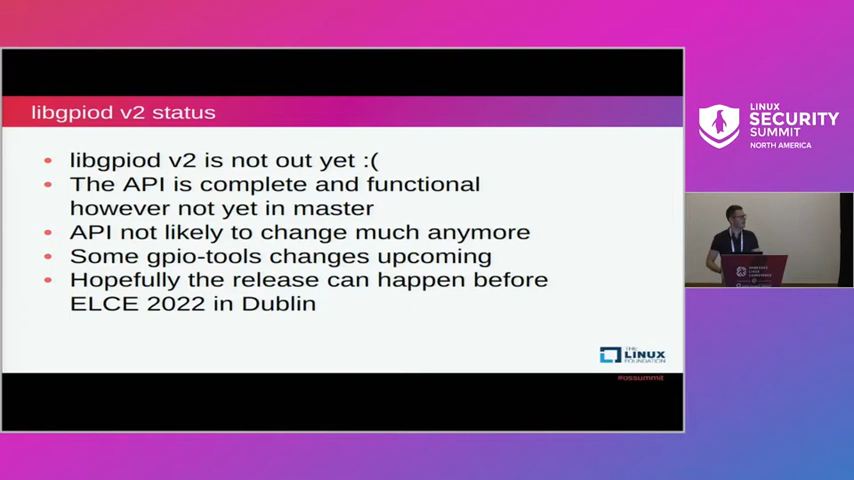 libgpiod v2 status
• libgpiod v2 is not out yet :(
• The API is complete and functional
however not yet in master
• API not likely to change much anymore
• Some gpio-tools changes upcoming
• Hopefully the release can happen before
ELCE 2022 in Dublin
THE
LINUX
FOUNDATION
#ossummit
LINUX
SECURITY
SUMMIT
NORTH AMERICA